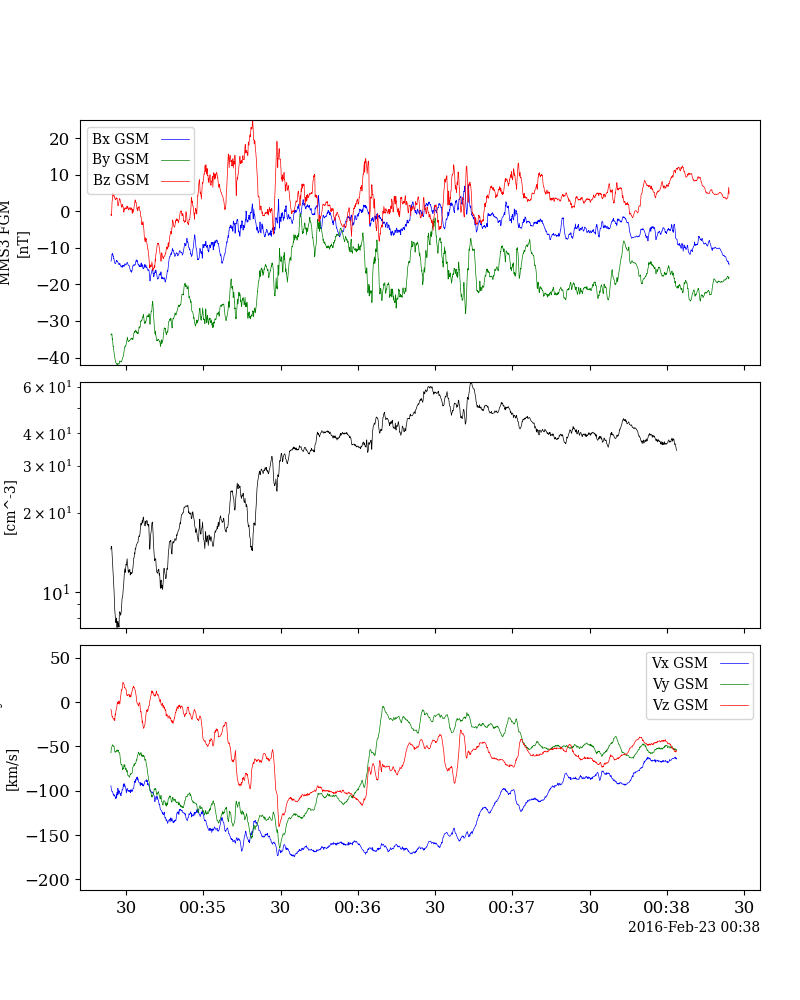 Bx GSM
By GSM
Bz GSM
20
10
0
−10
−20
−30
−40
MMS3 FGM
[nT]
6 × 10¹
4 × 10¹
3 × 10¹
2 × 10¹
10¹
[cm^-3]
Vx GSM
Vy GSM
Vz GSM
50
0
−50
−100
−150
−200
[km/s]
30 00:35 30 00:36 30 00:37 30 00:38 30
2016-Feb-23 00:38